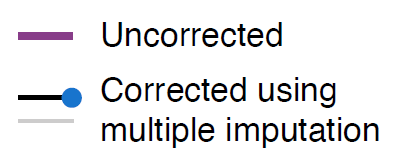 Uncorrected
Corrected using
multiple imputation